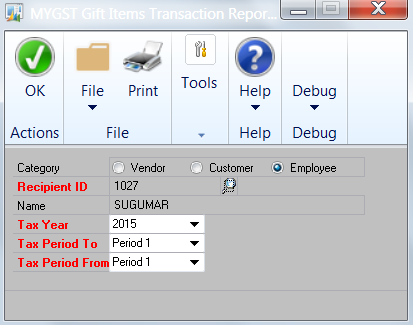 MYGST Gift Items Transaction Repor...
OK File Print Tools Help Debug
Actions File Help Debug
Category Vendor Customer Employee
Recipient ID 1027
Name SUGUMAR
Tax Year 2015
Tax Period To Period 1
Tax Period From Period 1